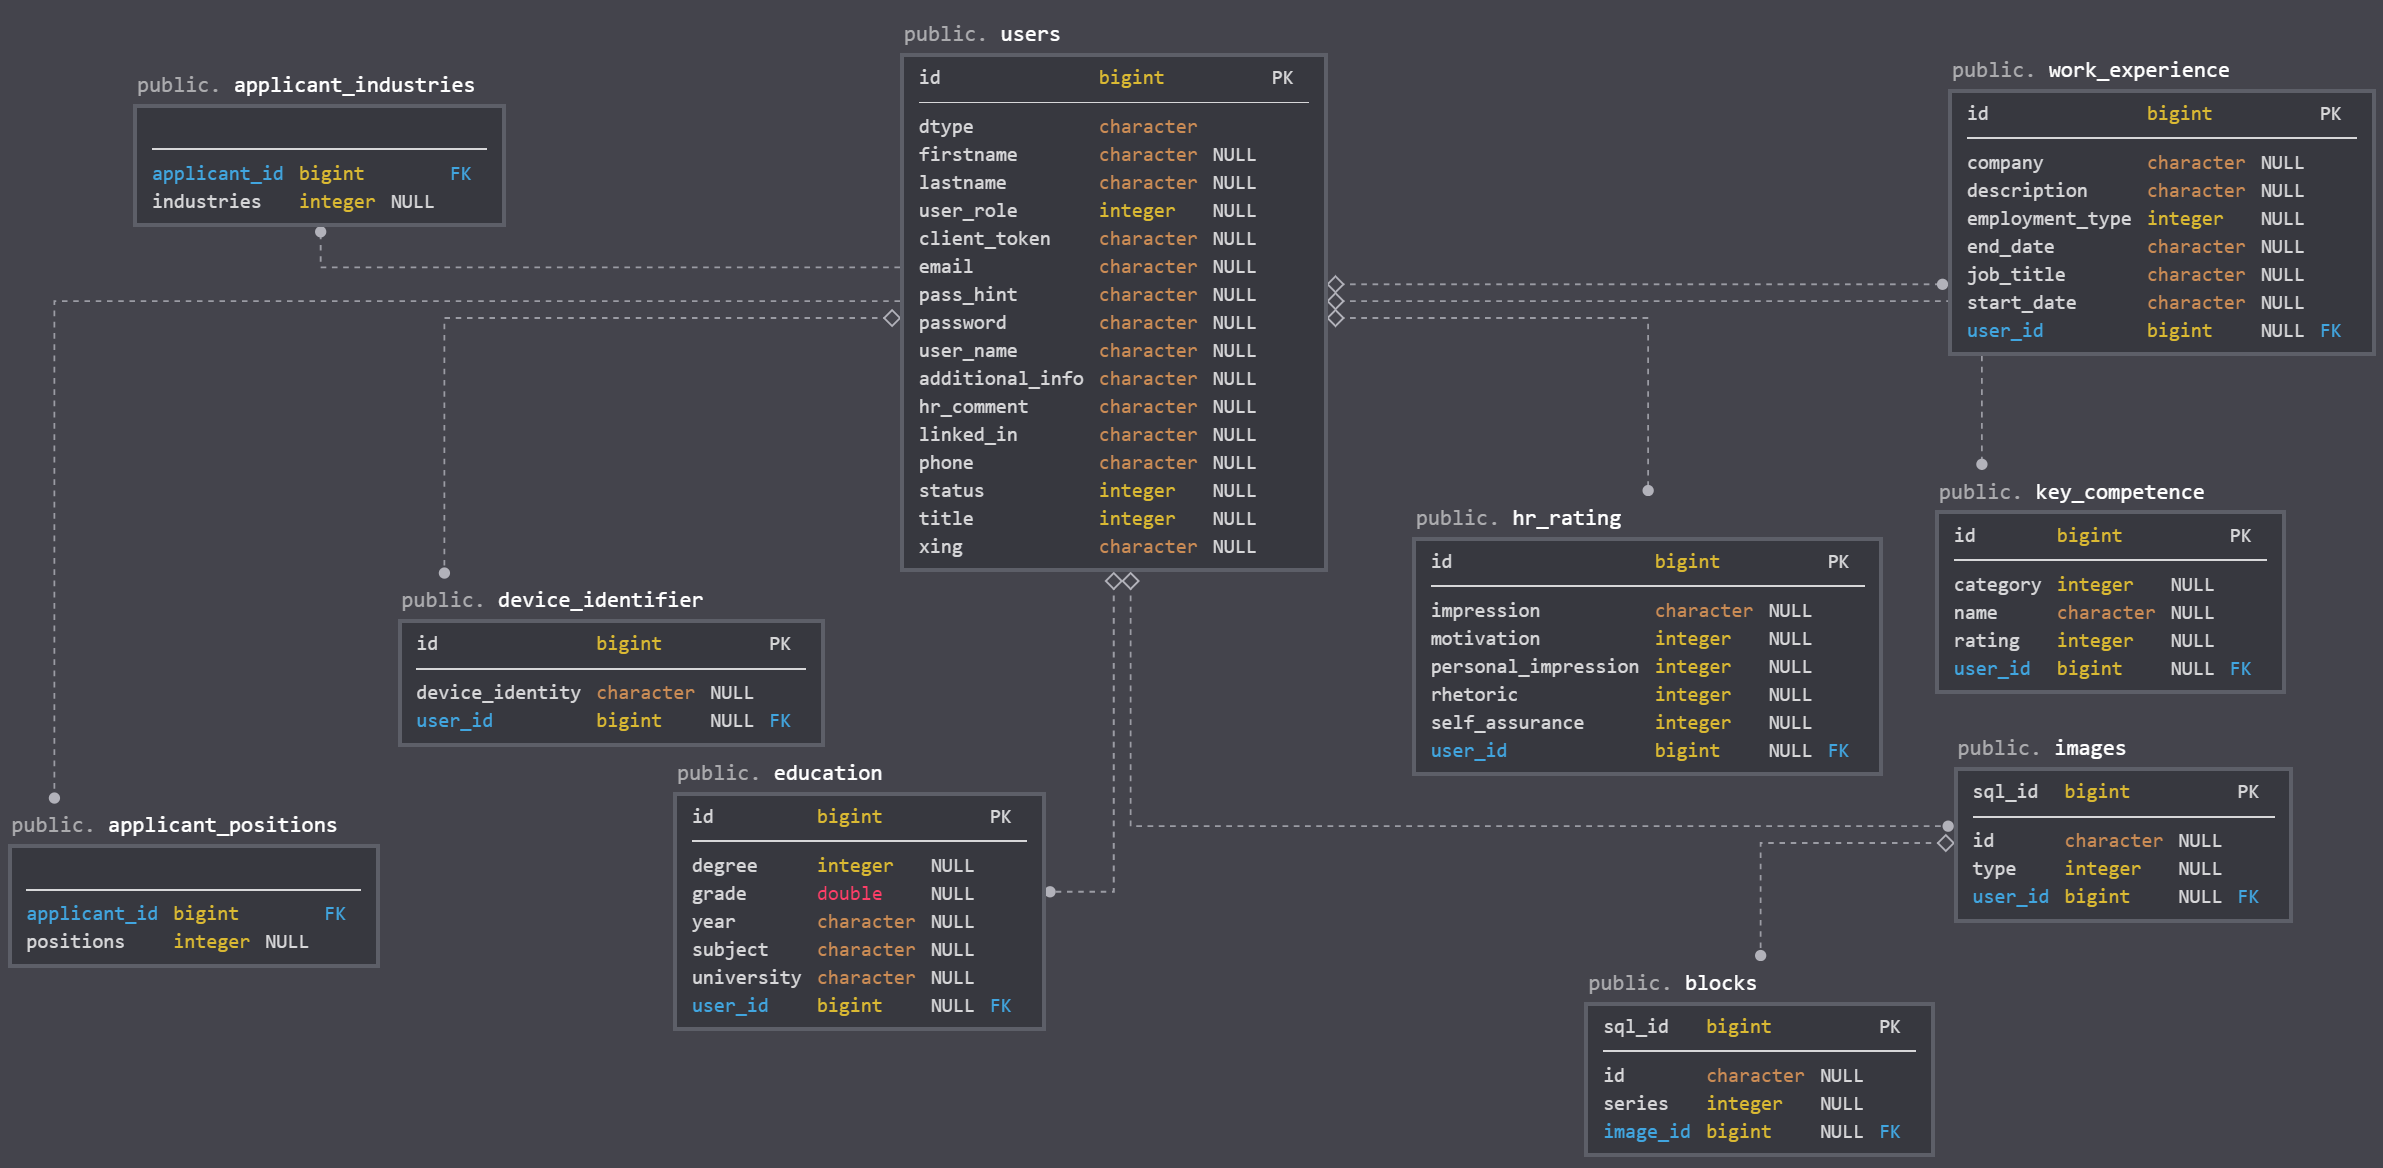 public. users
id bigint PK
dtype character
firstname character NULL
lastname character NULL
user_role integer NULL
client_token character NULL
email character NULL
pass_hint character NULL
password character NULL
user_name character NULL
additional_info character NULL
hr_comment character NULL
linked_in character NULL
phone character NULL
status integer NULL
title integer NULL
xing character NULL
public. applicant_industries
applicant_id bigint FK
industries integer NULL
public. work_experience
id bigint PK
company character NULL
description character NULL
employment_type integer NULL
end_date character NULL
job_title character NULL
start_date character NULL
user_id bigint NULL FK
public. key_competence
id bigint PK
category integer NULL
name character NULL
rating integer NULL
user_id bigint NULL FK
public. hr_rating
id bigint PK
impression character NULL
motivation integer NULL
personal_impression integer NULL
rhetoric integer NULL
self_assurance integer NULL
user_id bigint NULL FK
public. device_identifier
id bigint PK
device_identity character NULL
user_id bigint NULL FK
public. images
sql_id bigint PK
id character NULL
type integer NULL
user_id bigint NULL FK
public. education
id bigint PK
degree integer NULL
grade double NULL
year character NULL
subject character NULL
university character NULL
user_id bigint NULL FK
public. applicant_positions
applicant_id bigint FK
positions integer NULL
public. blocks
sql_id bigint PK
id character NULL
series integer NULL
image_id bigint NULL FK